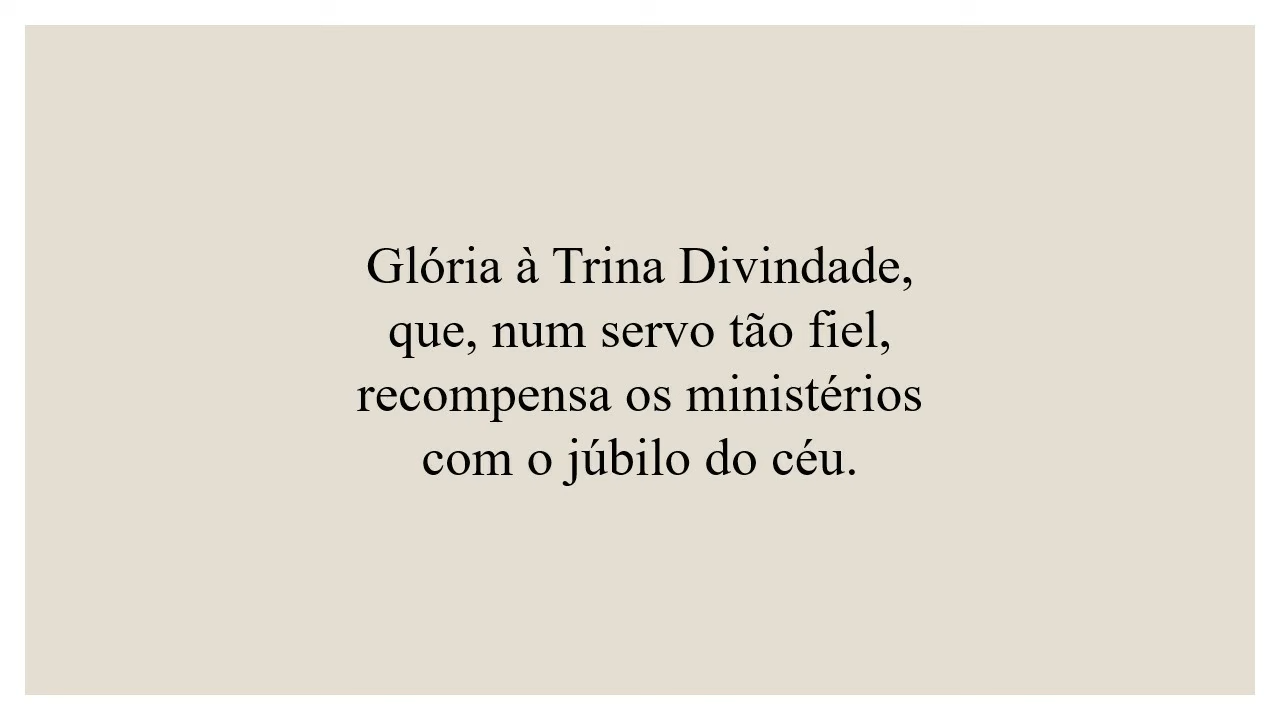 Glória à Trina Divindade,
que, num servo tão fiel,
recompensa os ministérios
com o júbilo do céu.